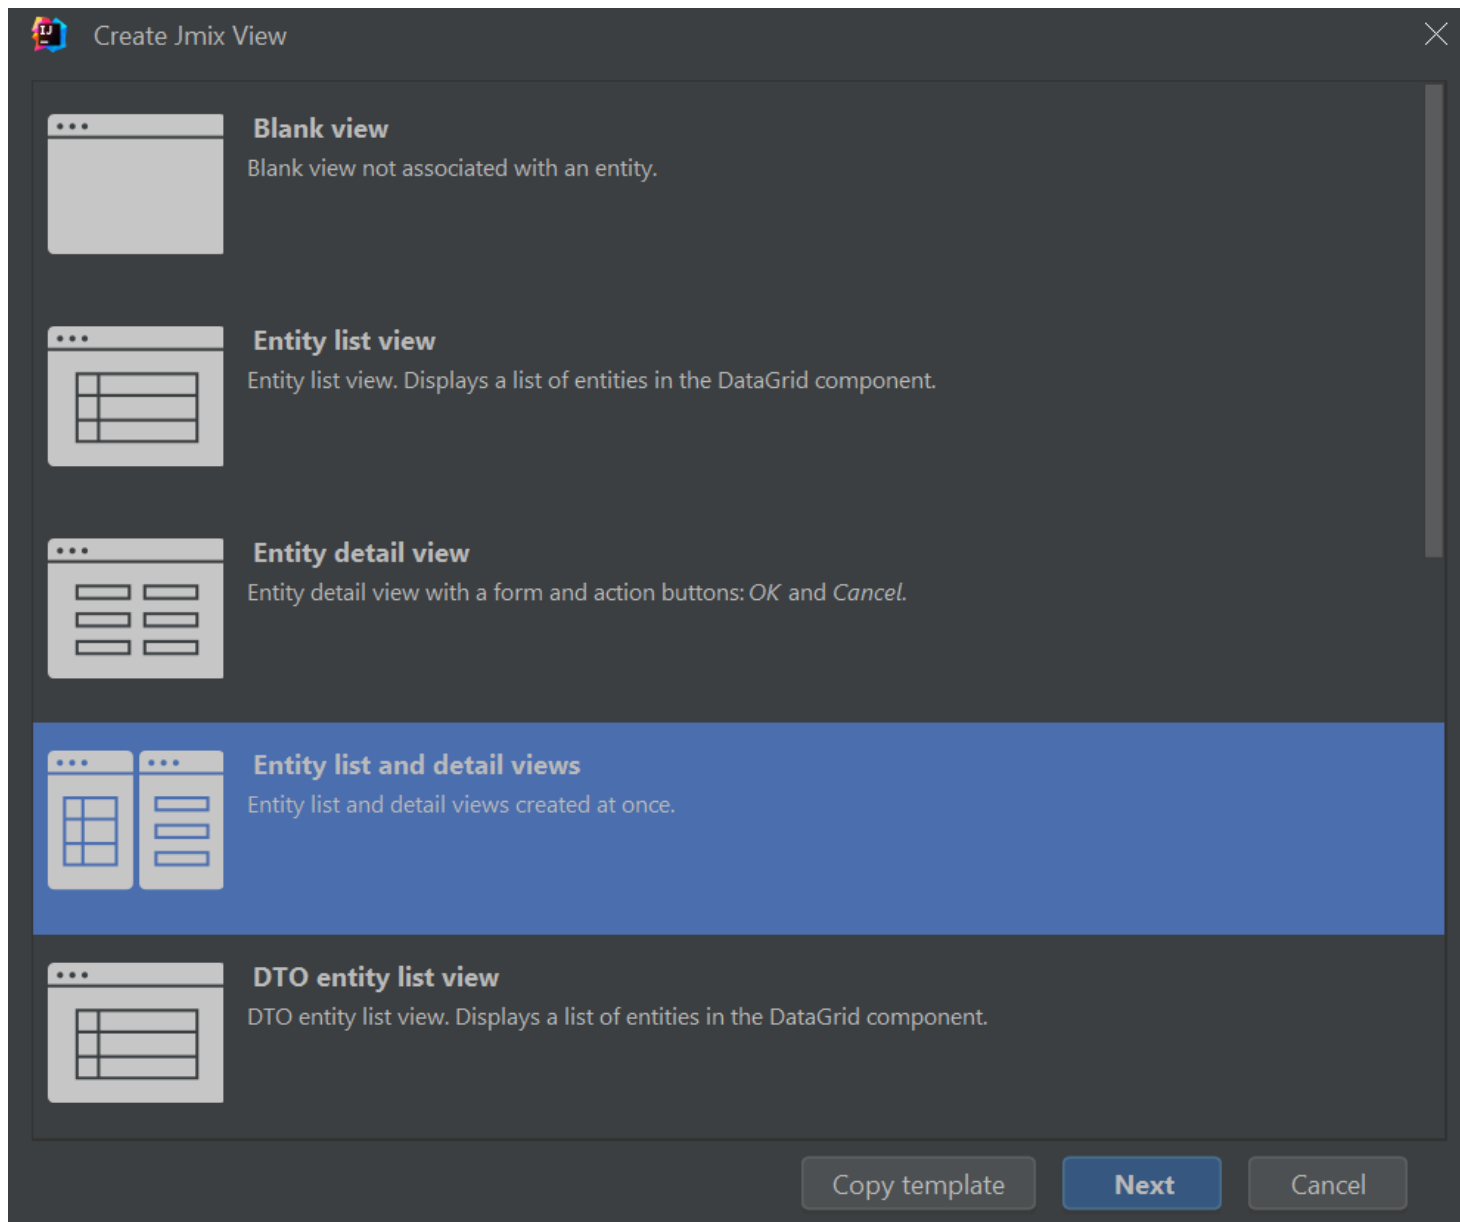 IJ
Create Jmix View
Blank view
Blank view not associated with an entity.
Entity list view
Entity list view. Displays a list of entities in the DataGrid component.
Entity detail view
Entity detail view with a form and action buttons: OK and Cancel.
Entity list and detail views
Entity list and detail views created at once.
DTO entity list view
DTO entity list view. Displays a list of entities in the DataGrid component.
Copy template
Next
Cancel